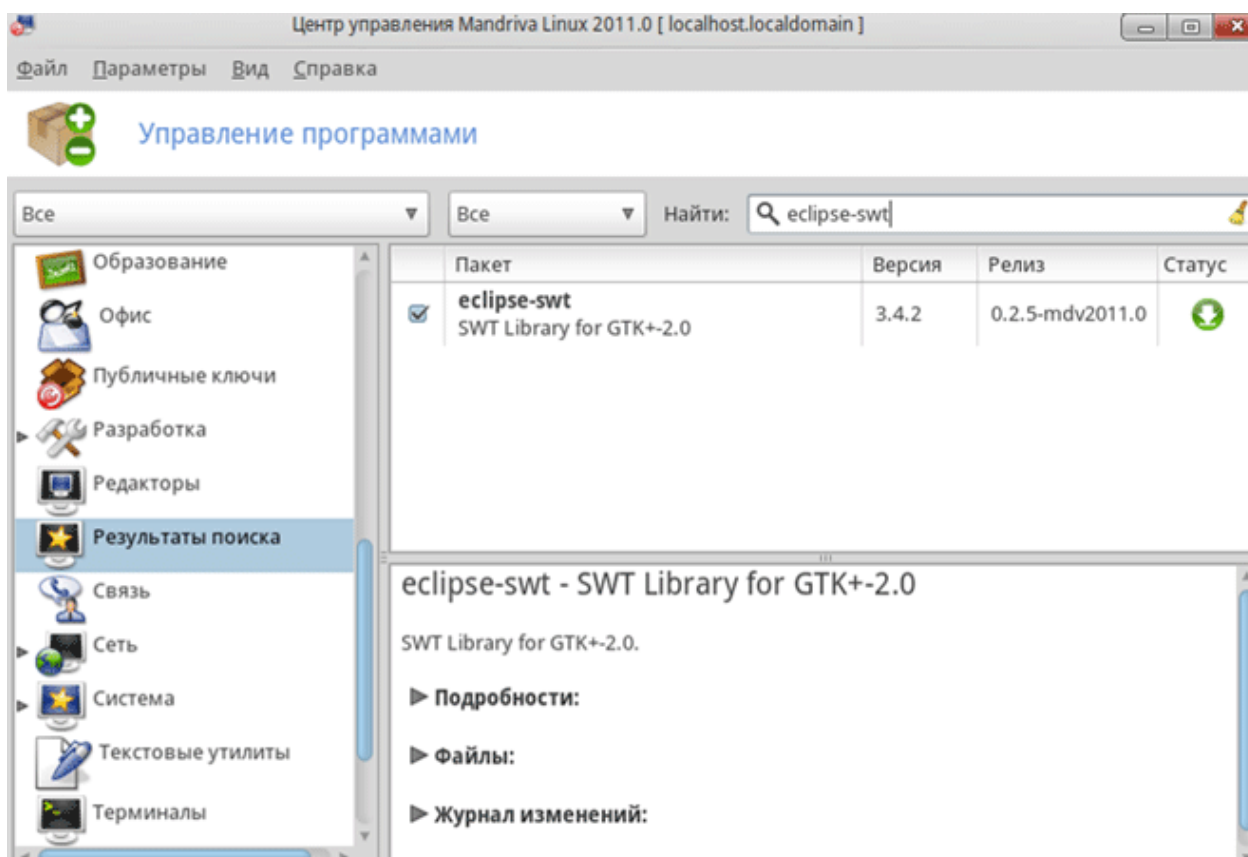 Центр управления Mandriva Linux 2011.0 [ localhost.localdomain ]
Файл Параметры Вид Справка
Управление программами
Все Все Найти: eclipse-swt
Образование
Офис
Публичные ключи
Разработка
Редакторы
Результаты поиска
Связь
Сеть
Система
Текстовые утилиты
Терминалы
Пакет Версия Релиз Статус
eclipse-swt 3.4.2 0.2.5-mdv2011.0
SWT Library for GTK+-2.0
eclipse-swt - SWT Library for GTK+-2.0
SWT Library for GTK+-2.0.
Подробности:
Файлы:
Журнал изменений: